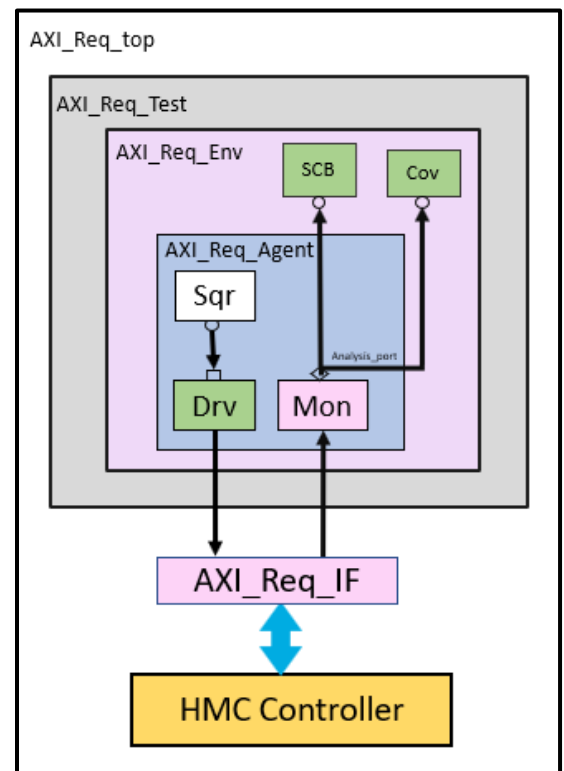 AXI_Req_top
AXI_Req_Test
AXI_Req_Env
SCB
Cov
AXI_Req_Agent
Sqr
Analysis_port
Drv
Mon
AXI_Req_IF
HMC Controller